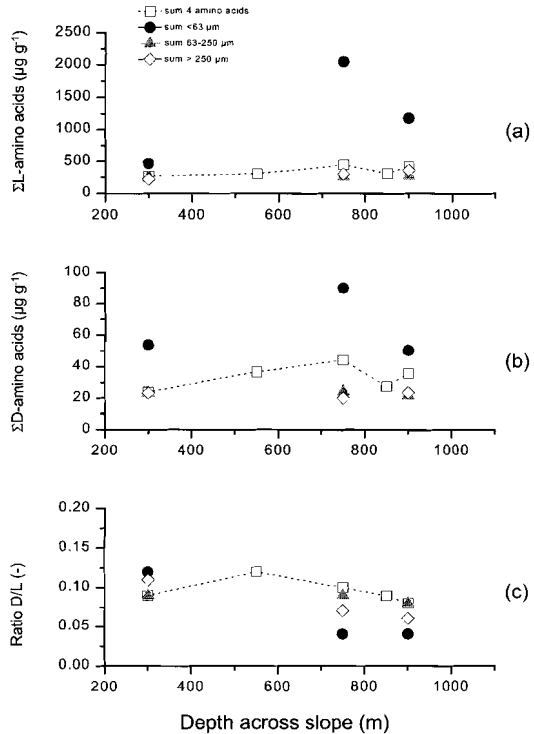 sum 4 amino acids
sum <63 µm
sum 63-250 µm
sum > 250 µm
ΣL-amino acids (µg g-1)
2500
2000
1500
1000
500
0
200 400 600 800 1000
(a)
ΣD-amino acids (µg g-1)
100
80
60
40
20
0
200 400 600 800 1000
(b)
Ratio D/L (-)
0.20
0.15
0.10
0.05
0.00
200 400 600 800 1000
(c)
Depth across slope (m)